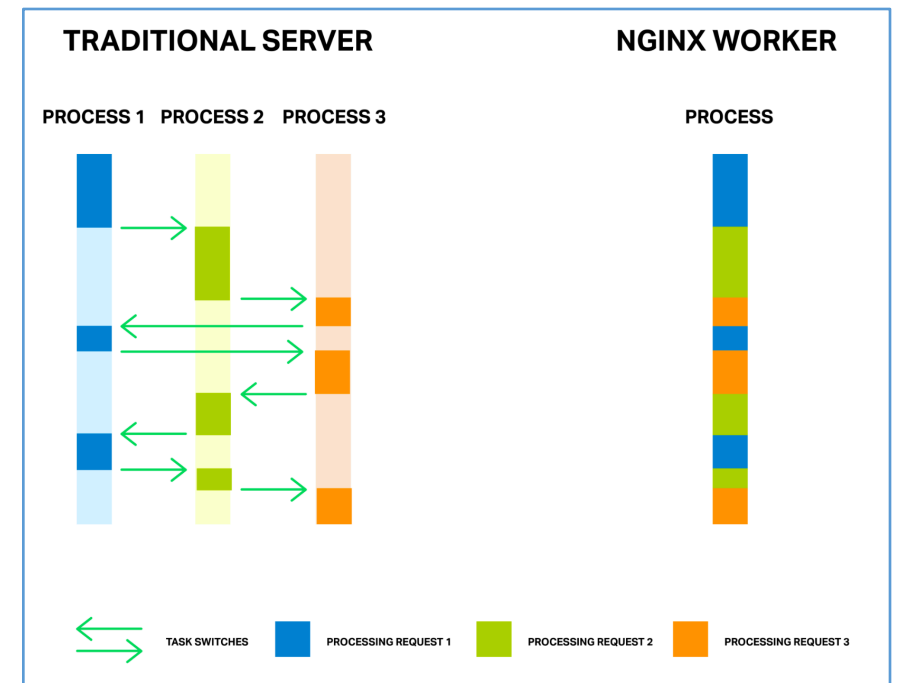 TRADITIONAL SERVER
NGINX WORKER
PROCESS 1
PROCESS 2
PROCESS 3
PROCESS
TASK SWITCHES
PROCESSING REQUEST 1
PROCESSING REQUEST 2
PROCESSING REQUEST 3